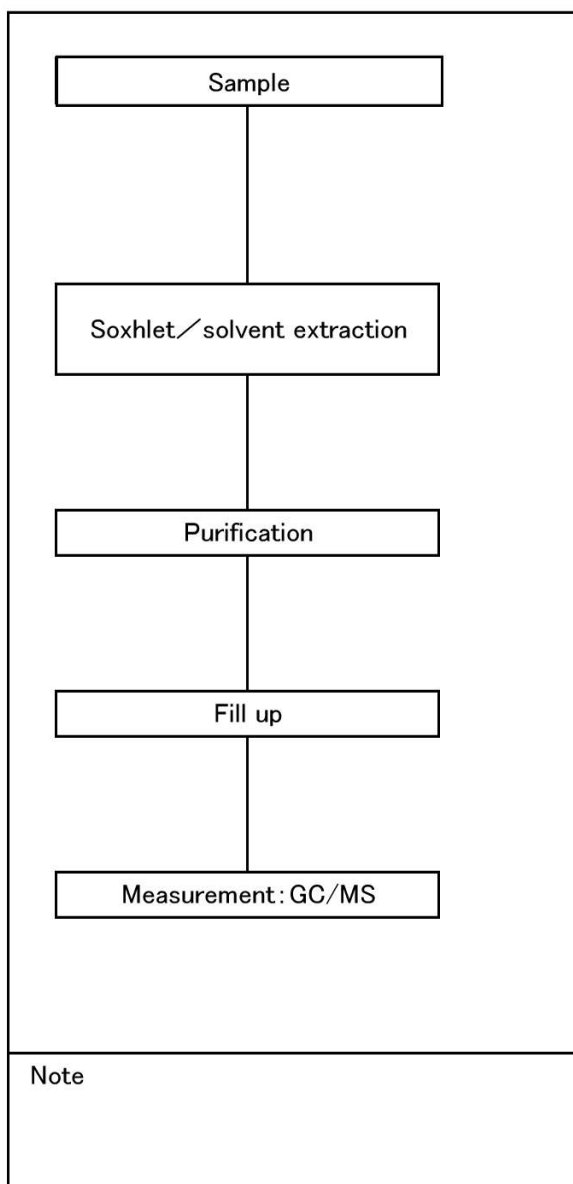 Sample
Soxhlet／solvent extraction
Purification
Fill up
Measurement：GC/MS
Note